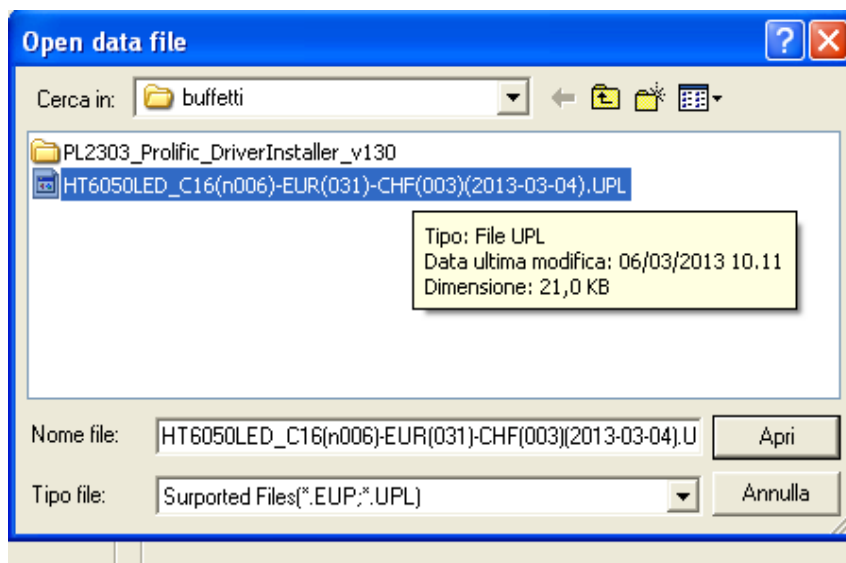 Open data file
Cerca in: buffetti
PL2303_Prolific_DriverInstaller_v130
HT6050LED_C16(n006)-EUR(031)-CHF(003)(2013-03-04).UPL
Tipo: File UPL
Data ultima modifica: 06/03/2013 10.11
Dimensione: 21,0 KB
Nome file: HT6050LED_C16(n006)-EUR(031)-CHF(003)(2013-03-04).U Apri
Tipo file: Surported Files(*.EUP;*.UPL) Annulla